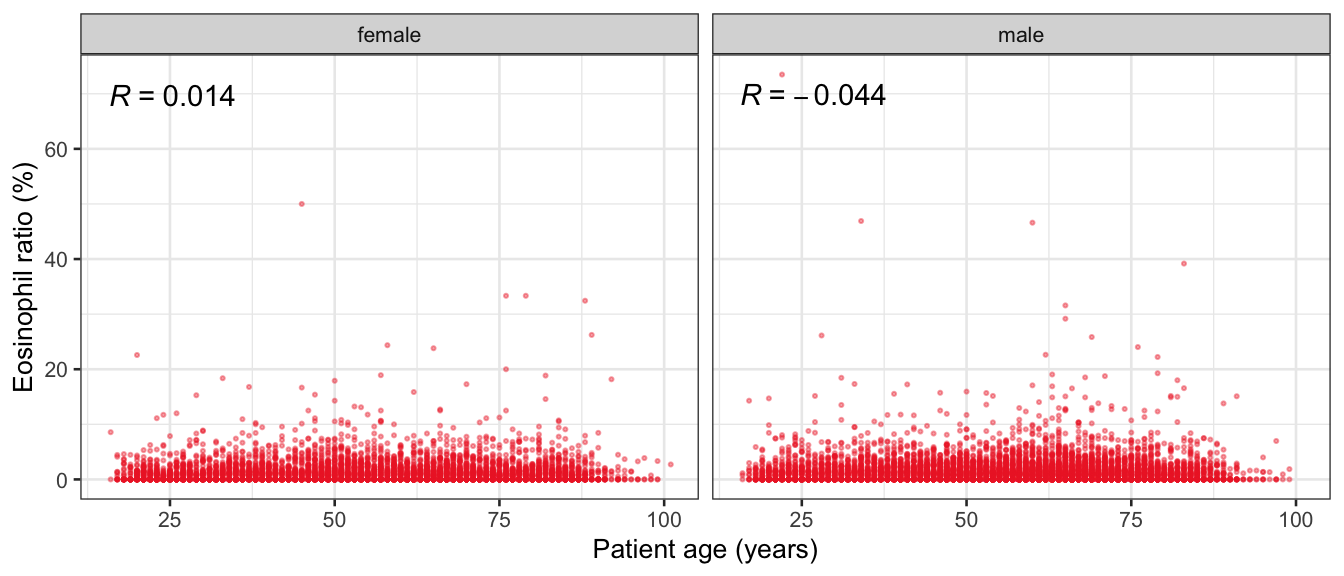 female
male
R = 0.014
R = − 0.044
Eosinophil ratio (%)
60
40
20
0
25 50 75 100
25 50 75 100
Patient age (years)